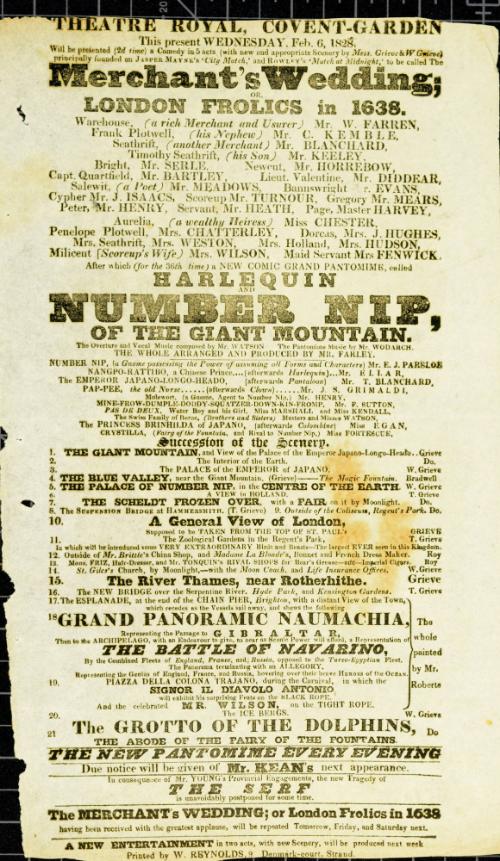 THEATRE ROYAL, COVENT-GARDEN
This present WEDNESDAY, Feb. 6, 1828,
Will be presented (2d time) a Comedy in 5 acts (with new and appropriate Scenery by Mess. Grieve & W Grieve)
principally founded on JASPER MAYNE's 'City Match,' and ROWLEY's 'Match at Midnight,' to be called The
Merchant's Wedding;
OR,
LONDON FROLICS in 1638.
Warehouse, (a rich Merchant and Usurer) Mr. W. FARREN,
Frank Plotwell, (his Nephew) Mr. C. KEMBLE,
Seathrift, (another Merchant) Mr. BLANCHARD,
Timothy Seathrift, (his Son) Mr. KEELEY,
Bright, Mr. SERLE, Newcut, Mr. HORREBOW,
Capt. Quartfield, Mr. BARTLEY, Lieut. Valentine, Mr. DIDDEAR,
Salewit, (a Poet) Mr. MEADOWS, Bannswright r. EVANS,
Cypher Mr. J. ISAACS, Scoreup Mr. TURNOUR, Gregory Mr. MEARS,
Peter, Mr. HENRY, Servant, Mr. HEATH, Page, Master HARVEY,
Aurelia, (a wealthy Heiress) Miss CHESTER,
Penelope Plotwell, Mrs. CHATTERLEY, Dorcas, Mrs. J. HUGHES,
Mrs. Seathrift, Mrs. WESTON, Mrs. Holland, Mrs. HUDSON,
Milicent (Scoreup's Wife) Mrs. WILSON, Maid Servant Mrs FENWICK.
After which (for the 36th time) a NEW COMIC GRAND PANTOMIME, called
HARLEQUIN
AND
NUMBER NIP,
OF THE GIANT MOUNTAIN.
The Overture and Vocal Music composed by Mr. WATSON The Pantomime Music by Mr. WODARCH.
THE WHOLE ARRANGED AND PRODUCED BY MR. FARLEY.
NUMBER NIP, (a Gnome possessing the Power of assuming all Forms and Characters) Mr. E. J. PARSLOE
NANGPO-RATTIBO, a Chinese Prince....(afterwards Harlequin)...Mr. ELLAR,
The EMPEROR JAPANO-LONGO-HEADO, (afterwards Pantaloon) Mr. T. BLANCHARD,
PAP-PEE, the old Nurse......(afterwards Clown)......Mr. J. S. GRIMALDI,
Molewort, (a Gnome, Agent to Number Nip,) Mr. HENRY,
MINE-FROW-DUMPLE-DOIDY-SQUATZER-DOWN-KIN-FROMP, Mr. F. SUTTON,
PAS DE DEUX, Water Boy and his Girl, Miss MARSHALL and Miss KENDALL,
The Swiss Family of Bern, (Brothers and Sisters) Masters and Misses WATSON,
The PRINCESS BRINHILDA of JAPANO, (afterwards Columbine) Miss EGAN,
CRYSTILLA, (Fairy of the Fountain, and Rival to Number Nip) Miss FORTESCUE,
Succession of the Scenery.
1. THE GIANT MOUNTAIN, and View of the Palace of the Emperor Japano-Longo-Heado.. Grieve
2. The Interior of the Earth. Do.
3. The PALACE of the EMPEROR of JAPANO. W. Grieve
4. THE BLUE VALLEY, near the Giant Mountain, (Grieve)——The Magic Fountain. Bradwell
5. THE PALACE OF NUMBER NIP, in the CENTRE OF THE EARTH. W. Grieve
6. A VIEW in HOLLAND. T. Grieve
7. THE SCHELDT FROZEN OVER, with a FAIR on it by Moonlight. Do.
8. The SUSPENSION BRIDGE at HAMMERSMITH, (T. Grieve) 9. Outside of the Coliseum, Regent's Park. Do.
10. A General View of London,
Supposed to be TAKEN FROM THE TOP OF ST. PAUL's GRIEVE
11. The Zoological Gardens in the Regent's Park, T. Grieve
In which will be introduced some VERY EXTRAORDINARY Birds and Beasts—The largest EVER seen in this Kingdom.
12. Outside of Mr. Brittle's China Shop, and Madame La Blonde's, Bonnet and French Dress Maker. Roy
13. Mons. FRIZ, Hair-Dresser, and Mr. TONQUIN's RIVAL SHOPS for Bear's Grease—and—Imperial Cigars. Roy
14 St. Giles's Church, by Moonlight,—with the Moon Coach, and Life Insurance Offices. W. Grieve
15. The River Thames, near Rotherhithe. Grieve
16. The NEW BRIDGE over the Serpentine River, Hyde Park, and Kensington Gardens. T. Grieve
17. The ESPLANADE, at the end of the CHAIN PIER, Brighton, with a distant View of the Town,
which recedes as the Vessels sail away, and shews the following
18 GRAND PANORAMIC NAUMACHIA,
Representing the Passage to GIBRALTAR,
Then to the ARCHIPELAGO, with an Endeavour to give, as near as Scenic Power will afford, a Representation of
THE BATTLE OF NAVARINO,
By the Combined Fleets of England, France, and Russia, opposed to the Turco-Egyptian Fleet.
The Panorama terminating with an ALLEGORY,
Representing the Genii of England, France, and Russia, hovering over their brave Heroes of the Ocean.
19. PIAZZA DELLA COLONA TRAJANO, during the Carnival, in which the
SIGNOR IL DIAVOLO ANTONIO
will exhibit his surprising Feats on the SLACK ROPE,
And the celebrated MR. WILSON, on the TIGHT ROPE.
The
whole
painted
by Mr.
Roberts
20. The ICE BERGS. W. Grieve
21 The GROTTO OF THE DOLPHINS, Do
THE ABODE OF THE FAIRY OF THE FOUNTAINS
THE NEW PANTOMIME EVERY EVENING
Due notice will be given of Mr. KEAN's next appearance.
In consequence of Mr. YOUNG's Provincial Engagements, the new Tragedy of
THE SERF
is unavoidably postponed for some time.
The MERCHANT's WEDDING; or London Frolics in 1638
having been received with the greatest applause, will be repeated Tomorrow, Friday, and Saturday next.
A NEW ENTERTAINMENT in two acts, with new Scenery, will be produced next week
Printed by W. REYNOLDS, 9, Denmark-court, Strand.